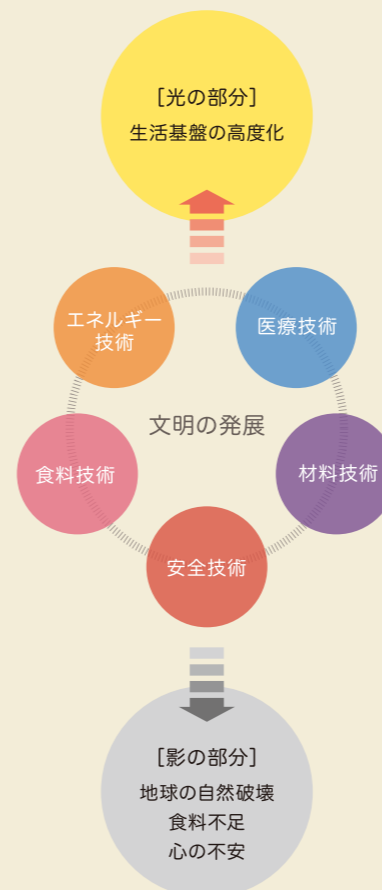 ［光の部分］
生活基盤の高度化
エネルギー
技術
医療技術
文明の発展
食料技術
材料技術
安全技術
［影の部分］
地球の自然破壊
食料不足
心の不安